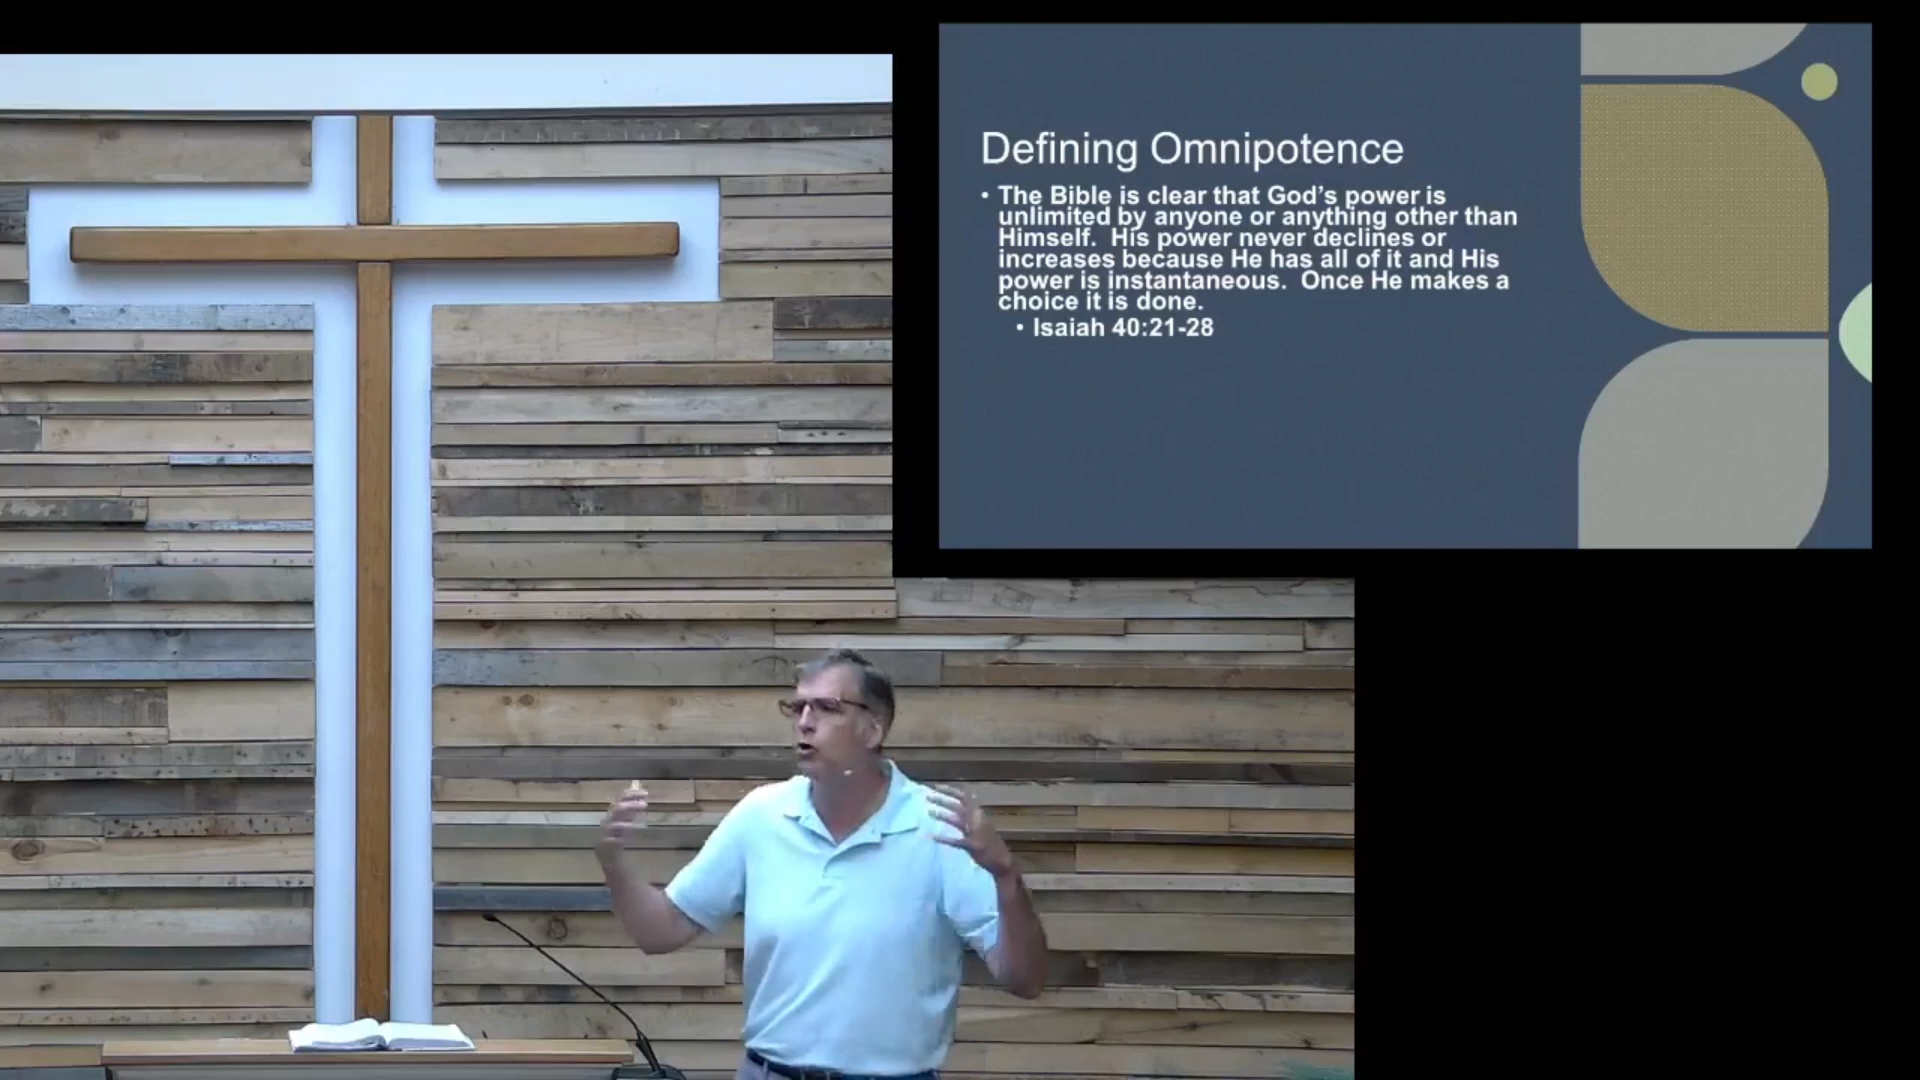 Defining Omnipotence
• The Bible is clear that God’s power is
unlimited by anyone or anything other than
Himself.  His power never declines or
increases because He has all of it and His
power is instantaneous.  Once He makes a
choice it is done.
• Isaiah 40:21-28